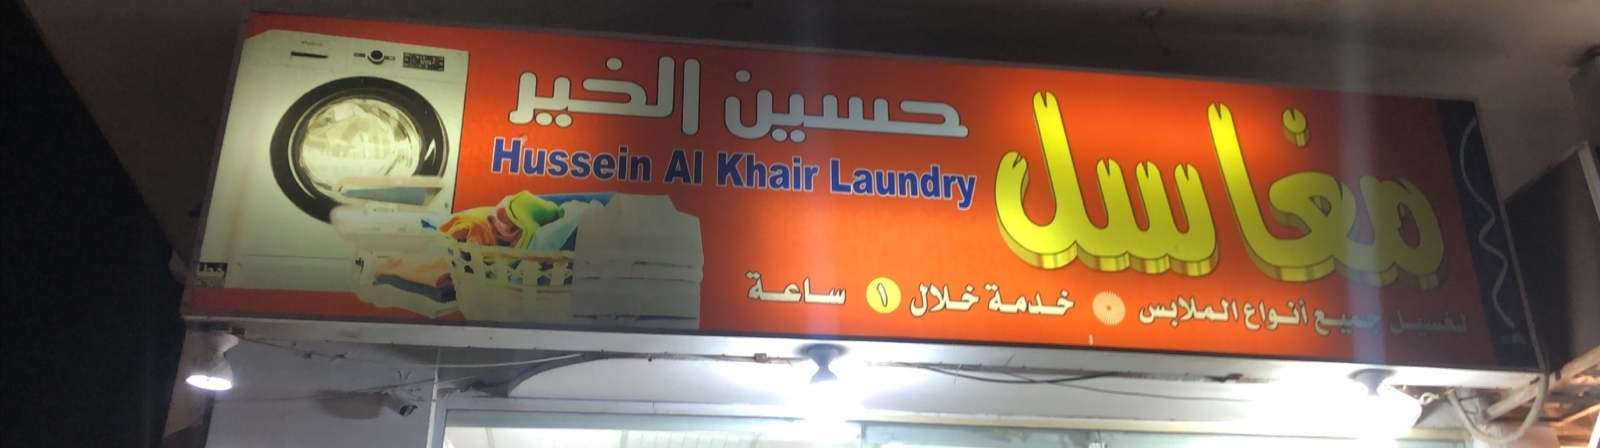 مغاسل
حسين الخير
Hussein Al Khair Laundry
لغسيل جميع أنواع الملابس
خدمة خلال ١ ساعة